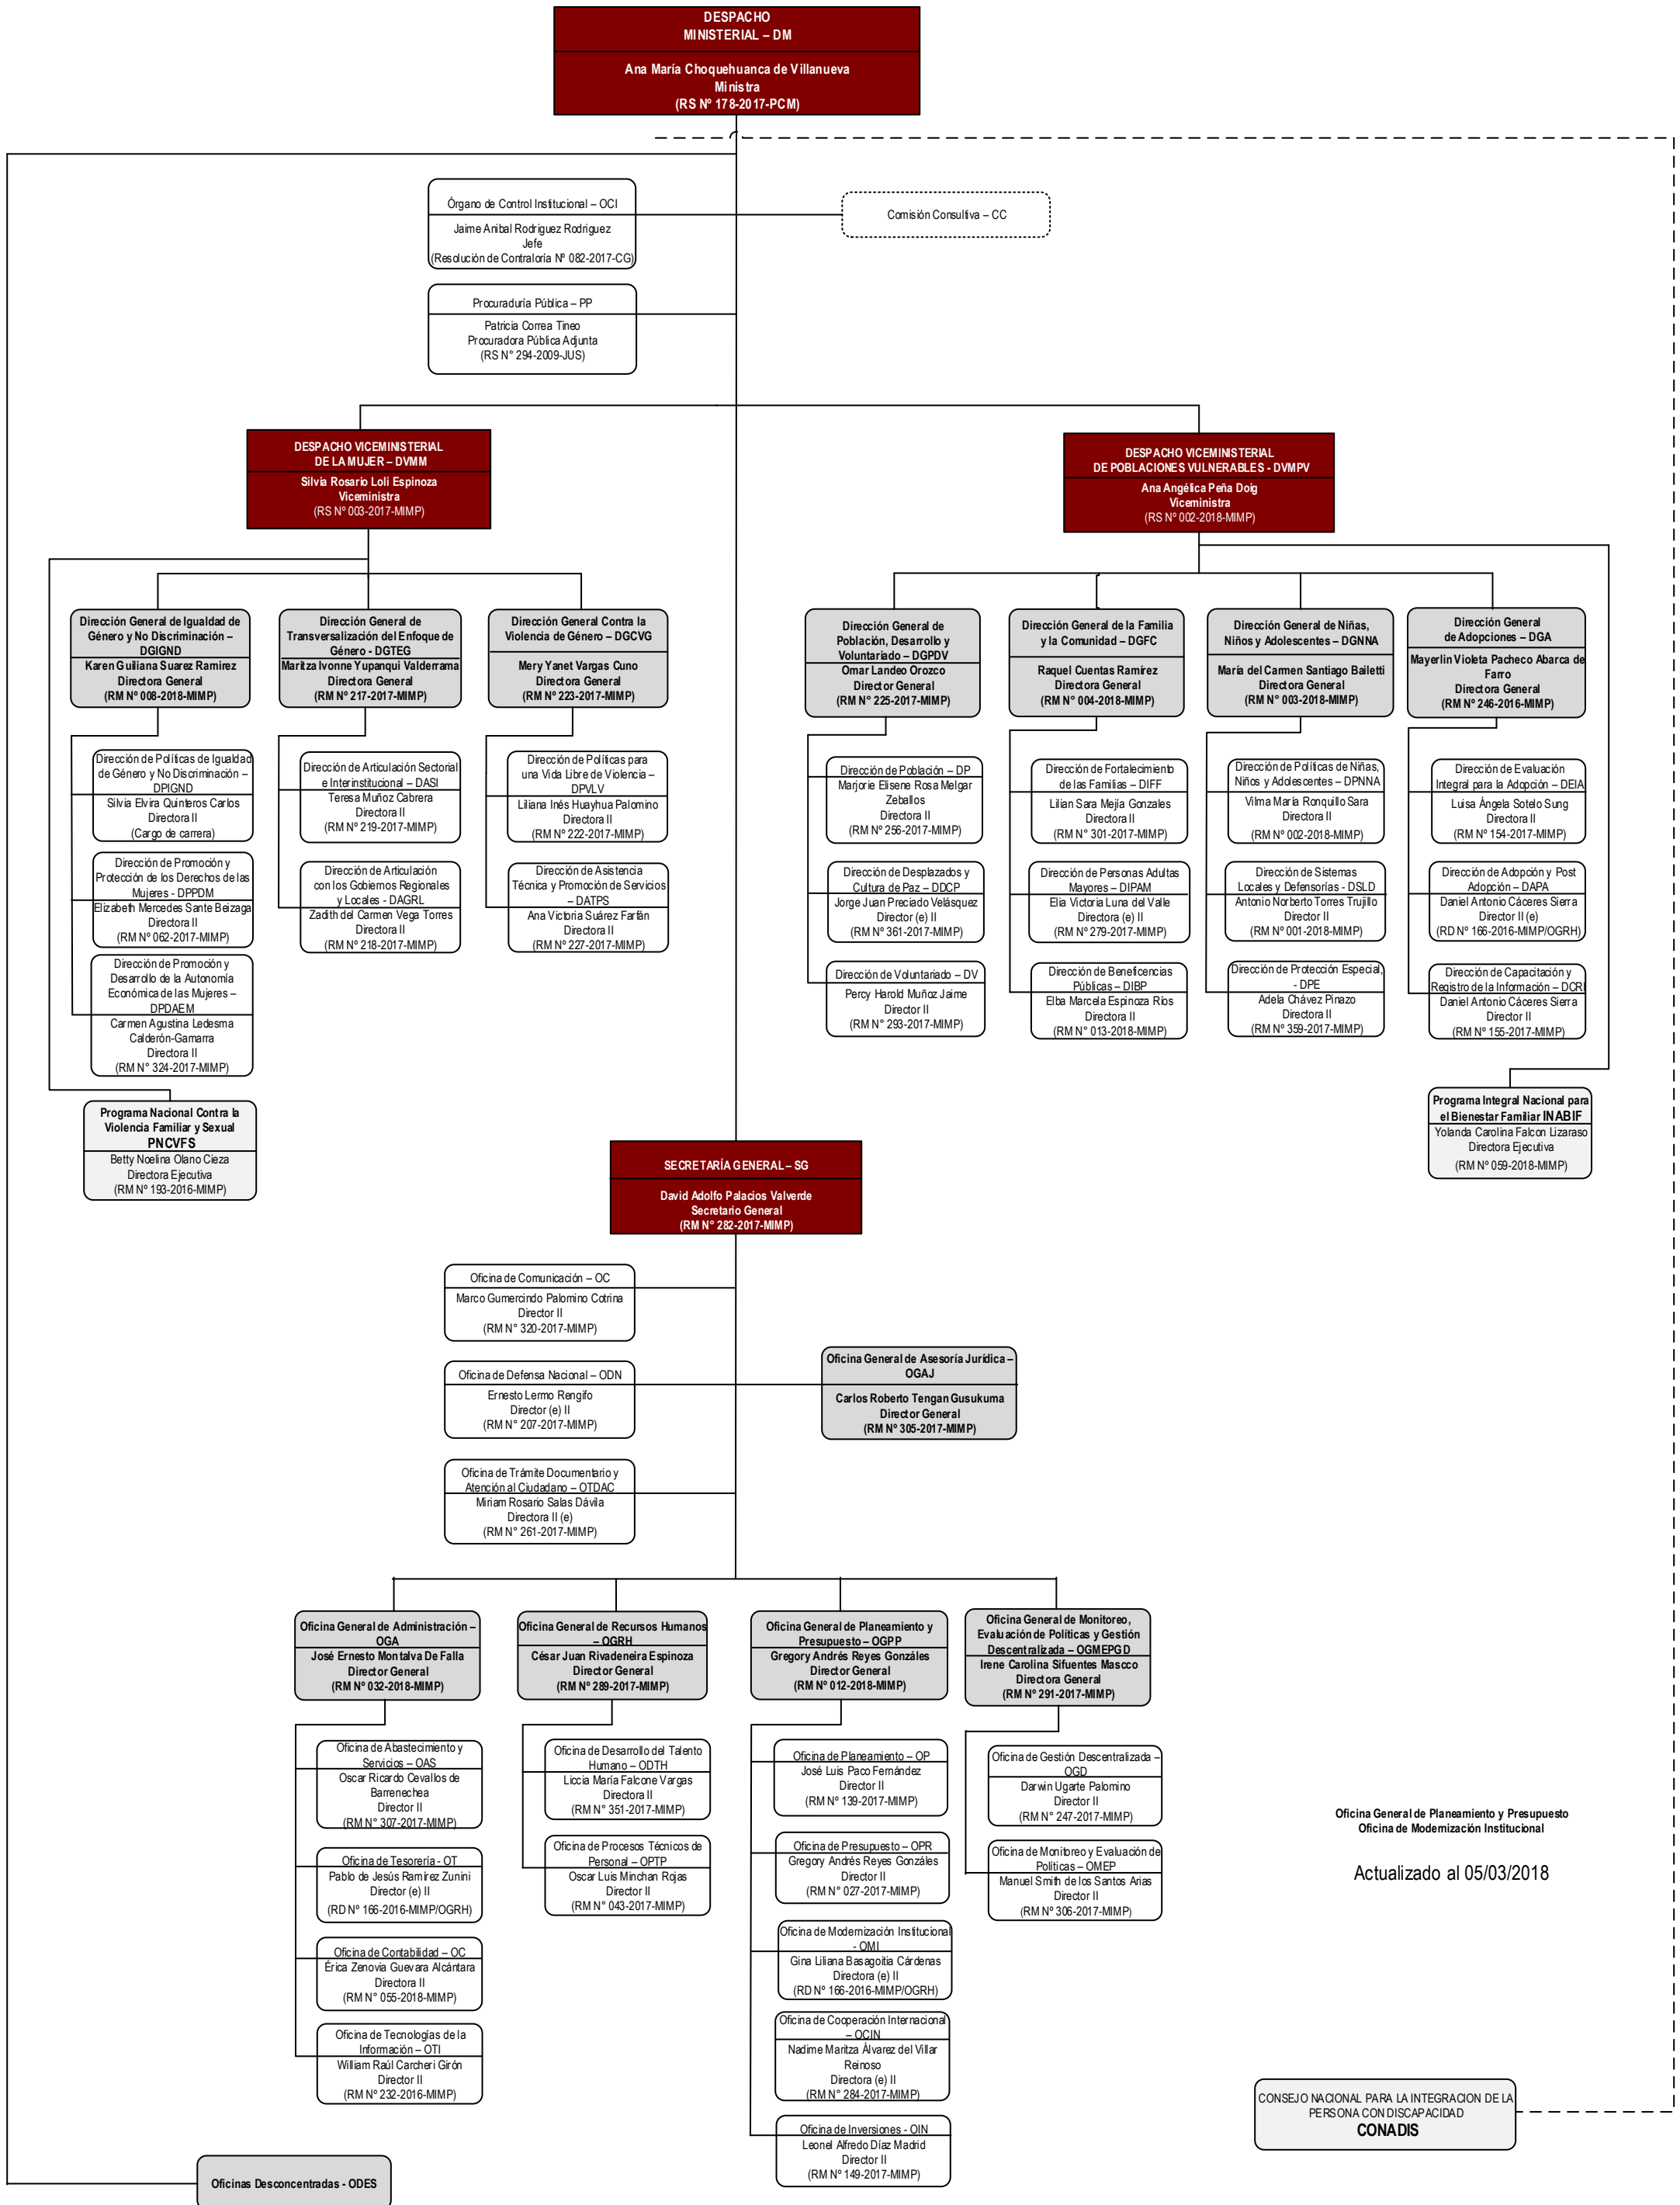 DESPACHO
MINISTERIAL – DM
Ana María Choquehuanca de Villanueva
Ministra
(RS Nº 178-2017-PCM)
Órgano de Control Institucional – OCI
Jaime Anibal Rodriguez Rodriguez
Jefe
(Resolución de Contraloría Nº 082-2017-CG)
Comisión Consultiva – CC
Procuraduría Pública – PP
Patricia Correa Tineo
Procuradora Pública Adjunta
(RS N° 294-2009-JUS)
DESPACHO VICEMINISTERIAL
DE LA MUJER – DVMM
Silvia Rosario Loli Espinoza
Viceministra
(RS Nº 003-2017-MIMP)
DESPACHO VICEMINISTERIAL
DE POBLACIONES VULNERABLES - DVMPV
Ana Angélica Peña Doig
Viceministra
(RS Nº 002-2018-MIMP)
Dirección General de Igualdad de
Género y No Discriminación –
DGIGND
Karen Guiliana Suarez Ramirez
Directora General
(RM Nº 008-2018-MIMP)
Dirección General de
Transversalización del Enfoque de
Género - DGTEG
Maritza Ivonne Yupanqui Valderrama
Directora General
(RM Nº 217-2017-MIMP)
Dirección General Contra la
Violencia de Género – DGCVG
Mery Yanet Vargas Cuno
Directora General
(RM Nº 223-2017-MIMP)
Dirección General de
Población, Desarrollo y
Voluntariado – DGPDV
Omar Landeo Orozco
Director General
(RM N° 225-2017-MIMP)
Dirección General de la Familia
y la Comunidad – DGFC
Raquel Cuentas Ramírez
Directora General
(RM N° 004-2018-MIMP)
Dirección General de Niñas,
Niños y Adolescentes – DGNNA
María del Carmen Santiago Bailetti
Directora General
(RM N° 003-2018-MIMP)
Dirección General
de Adopciones – DGA
Mayerlin Violeta Pacheco Abarca de
Farro
Directora General
(RM Nº 246-2016-MIMP)
Dirección de Políticas de Igualdad
de Género y No Discriminación –
DPIGND
Silvia Elvira Quinteros Carlos
Directora II
(Cargo de carrera)
Dirección de Promoción y
Protección de los Derechos de las
Mujeres - DPPDM
Elizabeth Mercedes Sante Beizaga
Directora II
(RM Nº 062-2017-MIMP)
Dirección de Promoción y
Desarrollo de la Autonomía
Económica de las Mujeres –
DPDAEM
Carmen Agustina Ledesma
Calderón-Gamarra
Directora II
(RM N° 324-2017-MIMP)
Dirección de Articulación Sectorial
e Interinstitucional – DASI
Teresa Muñoz Cabrera
Directora II
(RM N° 219-2017-MIMP)
Dirección de Articulación
con los Gobiernos Regionales
y Locales - DAGRL
Zadith del Carmen Vega Torres
Directora II
(RM Nº 218-2017-MIMP)
Dirección de Políticas para
una Vida Libre de Violencia –
DPVLV
Liliana Inés Huayhua Palomino
Directora II
(RM N° 222-2017-MIMP)
Dirección de Asistencia
Técnica y Promoción de Servicios
– DATPS
Ana Victoria Suárez Farfán
Directora II
(RM Nº 227-2017-MIMP)
Dirección de Población – DP
Marjorie Elisene Rosa Melgar
Zeballos
Directora II
(RM N° 256-2017-MIMP)
Dirección de Desplazados y
Cultura de Paz – DDCP
Jorge Juan Preciado Velásquez
Director (e) II
(RM Nº 361-2017-MIMP)
Dirección de Voluntariado – DV
Percy Harold Muñoz Jaime
Director II
(RM N° 293-2017-MIMP)
Dirección de Fortalecimiento
de las Familias – DIFF
Lilian Sara Mejía Gonzales
Directora II
(RM N° 301-2017-MIMP)
Dirección de Personas Adultas
Mayores – DIPAM
Elia Victoria Luna del Valle
Directora (e) II
(RM N° 279-2017-MIMP)
Dirección de Beneficencias
Públicas – DIBP
Elba Marcela Espinoza Ríos
Directora II
(RM N° 013-2018-MIMP)
Dirección de Políticas de Niñas,
Niños y Adolescentes – DPNNA
Vilma María Ronquillo Sara
Directora II
(RM Nº 002-2018-MIMP)
Dirección de Sistemas
Locales y Defensorías - DSLD
Antonio Norberto Torres Trujillo
Director II
(RM N° 001-2018-MIMP)
Dirección de Protección Especial,
- DPE
Adela Chávez Pinazo
Directora II
(RM Nº 359-2017-MIMP)
Dirección de Evaluación
Integral para la Adopción – DEIA
Luisa Ángela Sotelo Sung
Directora II
(RM N° 154-2017-MIMP)
Dirección de Adopción y Post
Adopción – DAPA
Daniel Antonio Cáceres Sierra
Director II (e)
(RD Nº 166-2016-MIMP/OGRH)
Dirección de Capacitación y
Registro de la Información – DCRI
Daniel Antonio Cáceres Sierra
Director II
(RM N° 155-2017-MIMP)
Programa Nacional Contra la
Violencia Familiar y Sexual
PNCVFS
Betty Noelina Olano Cieza
Directora Ejecutiva
(RM Nº 193-2016-MIMP)
Programa Integral Nacional para
el Bienestar Familiar INABIF
Yolanda Carolina Falcon Lizaraso
Directora Ejecutiva
(RM Nº 059-2018-MIMP)
SECRETARÍA GENERAL – SG
David Adolfo Palacios Valverde
Secretario General
(RM N° 282-2017-MIMP)
Oficina de Comunicación – OC
Marco Gumercindo Palomino Cotrina
Director II
(RM N° 320-2017-MIMP)
Oficina de Defensa Nacional – ODN
Ernesto Lermo Rengifo
Director (e) II
(RM N° 207-2017-MIMP)
Oficina General de Asesoría Jurídica –
OGAJ
Carlos Roberto Tengan Gusukuma
Director General
(RM Nº 305-2017-MIMP)
Oficina de Trámite Documentario y
Atención al Ciudadano – OTDAC
Miriam Rosario Salas Dávila
Directora II (e)
(RM N° 261-2017-MIMP)
Oficina General de Administración –
OGA
José Ernesto Montalva De Falla
Director General
(RM Nº 032-2018-MIMP)
Oficina General de Recursos Humanos
– OGRH
César Juan Rivadeneira Espinoza
Director General
(RM N° 289-2017-MIMP)
Oficina General de Planeamiento y
Presupuesto – OGPP
Gregory Andrés Reyes Gonzáles
Director General
(RM Nº 012-2018-MIMP)
Oficina General de Monitoreo,
Evaluación de Políticas y Gestión
Descentralizada – OGMEPGD
Irene Carolina Sifuentes Mascco
Directora General
(RM N° 291-2017-MIMP)
Oficina de Abastecimiento y
Servicios – OAS
Oscar Ricardo Cevallos de
Barrenechea
Director II
(RM N° 307-2017-MIMP)
Oficina de Tesorería - OT
Pablo de Jesús Ramírez Zunini
Director (e) II
(RD Nº 166-2016-MIMP/OGRH)
Oficina de Contabilidad – OC
Érica Zenovia Guevara Alcántara
Directora II
(RM N° 055-2018-MIMP)
Oficina de Tecnologías de la
Información – OTI
William Raúl Carcheri Girón
Director II
(RM N° 232-2016-MIMP)
Oficina de Desarrollo del Talento
Humano – ODTH
Liccia María Falcone Vargas
Directora II
(RM N° 351-2017-MIMP)
Oficina de Procesos Técnicos de
Personal – OPTP
Oscar Luis Minchan Rojas
Director II
(RM N° 043-2017-MIMP)
Oficina de Planeamiento – OP
José Luis Paco Fernández
Director II
(RM N° 139-2017-MIMP)
Oficina de Presupuesto – OPR
Gregory Andrés Reyes Gonzáles
Director II
(RM N° 027-2017-MIMP)
Oficina de Modernización Institucional
- OMI
Gina Liliana Basagoitia Cárdenas
Directora (e) II
(RD Nº 166-2016-MIMP/OGRH)
Oficina de Cooperación Internacional
– OCIN
Nadime Maritza Álvarez del Villar
Reinoso
Directora (e) II
(RM N° 284-2017-MIMP)
Oficina de Inversiones - OIN
Leonel Alfredo Díaz Madrid
Director II
(RM Nº 149-2017-MIMP)
Oficina de Gestión Descentralizada –
OGD
Darwin Ugarte Palomino
Director II
(RM N° 247-2017-MIMP)
Oficina de Monitoreo y Evaluación de
Políticas – OMEP
Manuel Smith de los Santos Arias
Director II
(RM N° 306-2017-MIMP)
Oficina General de Planeamiento y Presupuesto
Oficina de Modernización Institucional
Actualizado al 05/03/2018
CONSEJO NACIONAL PARA LA INTEGRACION DE LA
PERSONA CON DISCAPACIDAD
CONADIS
Oficinas Desconcentradas - ODES